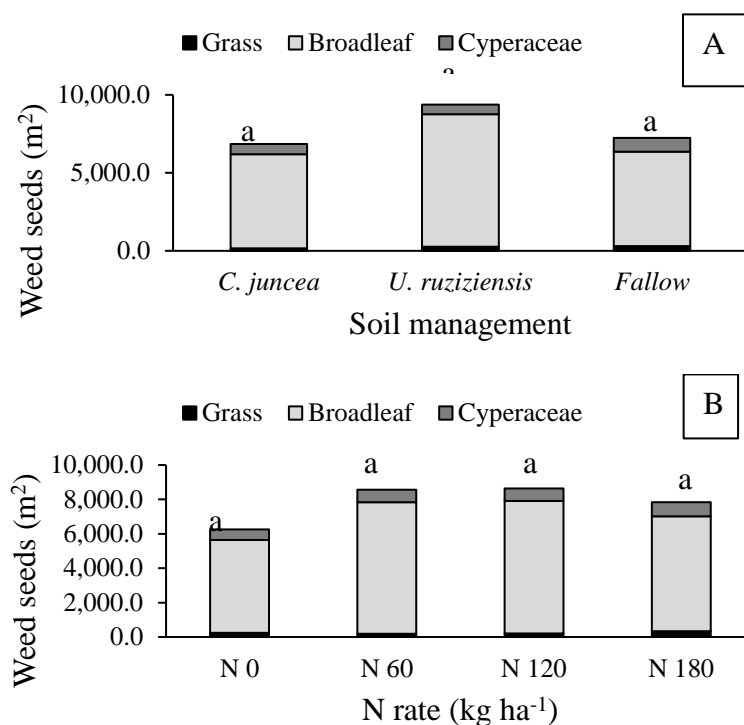 Grass Broadleaf Cyperaceae A
a
10,000.0
a
a
5,000.0
0.0
Weed seeds (m²)
C. juncea U. ruziziensis Fallow
Soil management
Grass Broadleaf Cyperaceae B
10,000.0
a a a
8,000.0
a
6,000.0
4,000.0
2,000.0
0.0
Weed seeds (m²)
N 0 N 60 N 120 N 180
N rate (kg ha⁻¹)